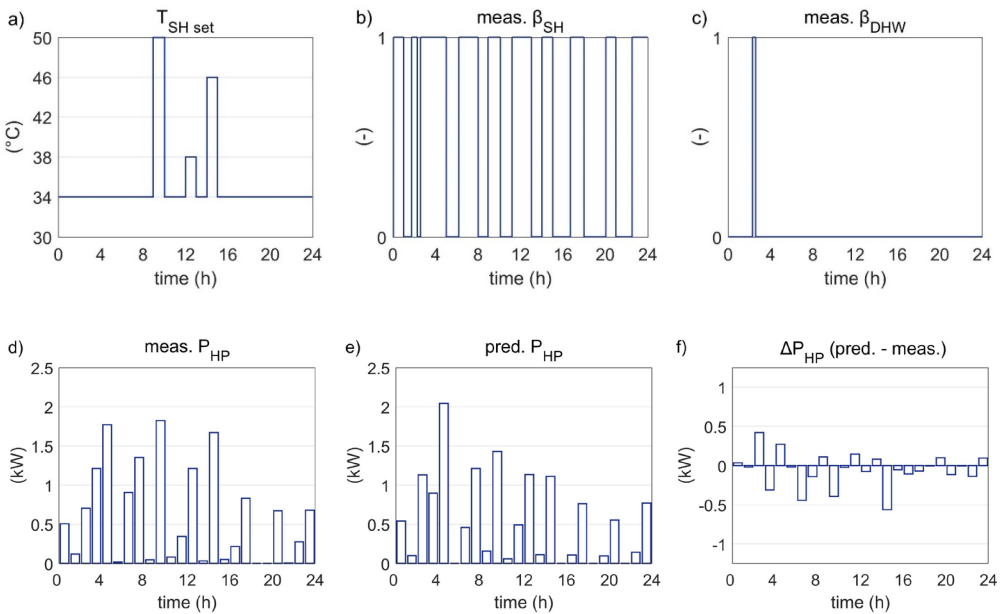 a)
T_SH set
(°C)
50
46
42
38
34
30
0 4 8 12 16 20 24
time (h)
b)
meas. β_SH
(-)
1
0
0 4 8 12 16 20 24
time (h)
c)
meas. β_DHW
(-)
1
0
0 4 8 12 16 20 24
time (h)
d)
meas. P_HP
(kW)
2.5
2
1.5
1
0.5
0
0 4 8 12 16 20 24
time (h)
e)
pred. P_HP
(kW)
2.5
2
1.5
1
0.5
0
0 4 8 12 16 20 24
time (h)
f)
ΔP_HP (pred. - meas.)
(kW)
1
0.5
0
-0.5
-1
0 4 8 12 16 20 24
time (h)